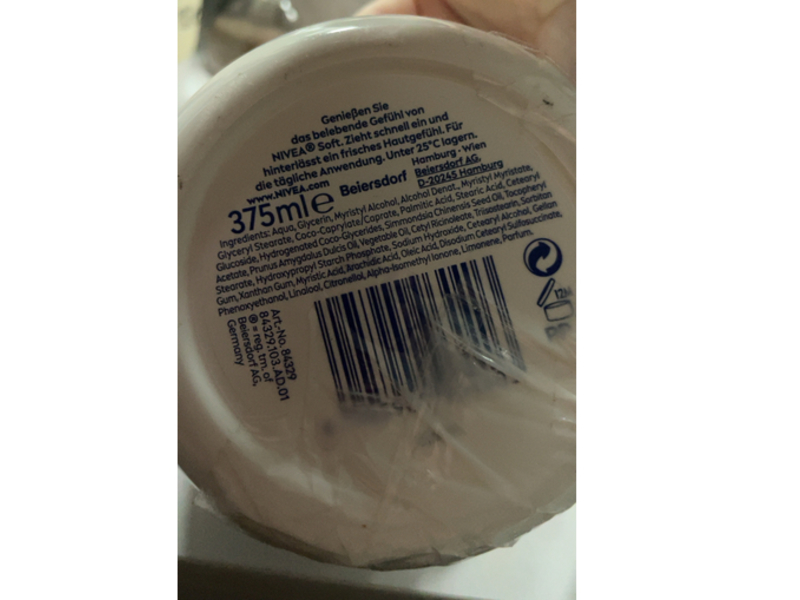 Genießen Sie
das belebende Gefühl von
NIVEA® Soft. Zieht schnell ein und
hinterlässt ein frisches Hautgefühl. Für
die tägliche Anwendung. Unter 25°C lagern.
www.NIVEA.com
Beiersdorf
Hamburg · Wien
Beiersdorf AG,
D-20245 Hamburg
375ml e
Ingredients: Aqua, Glycerin, Myristyl Alcohol, Alcohol Denat., Myristyl Myristate,
Glyceryl Stearate, Coco-Caprylate/Caprate, Palmitic Acid, Stearic Acid, Cetearyl
Glucoside, Hydrogenated Coco-Glycerides, Simmondsia Chinensis Seed Oil, Tocopheryl
Acetate, Prunus Amygdalus Dulcis Oil, Vegetable Oil, Cetyl Ricinoleate, Triisostearin, Sorbitan
Stearate, Hydroxypropyl Starch Phosphate, Sodium Hydroxide, Cetearyl Alcohol, Gellan
Gum, Xanthan Gum, Myristic Acid, Arachidic Acid, Oleic Acid, Disodium Cetearyl Sulfosuccinate,
Phenoxyethanol, Linalool, Citronellol, Alpha-Isomethyl Ionone, Limonene, Parfum.
12M
Art.-No. 84329
84329.103.AD.01
® = reg. tm. of
Beiersdorf AG,
Germany